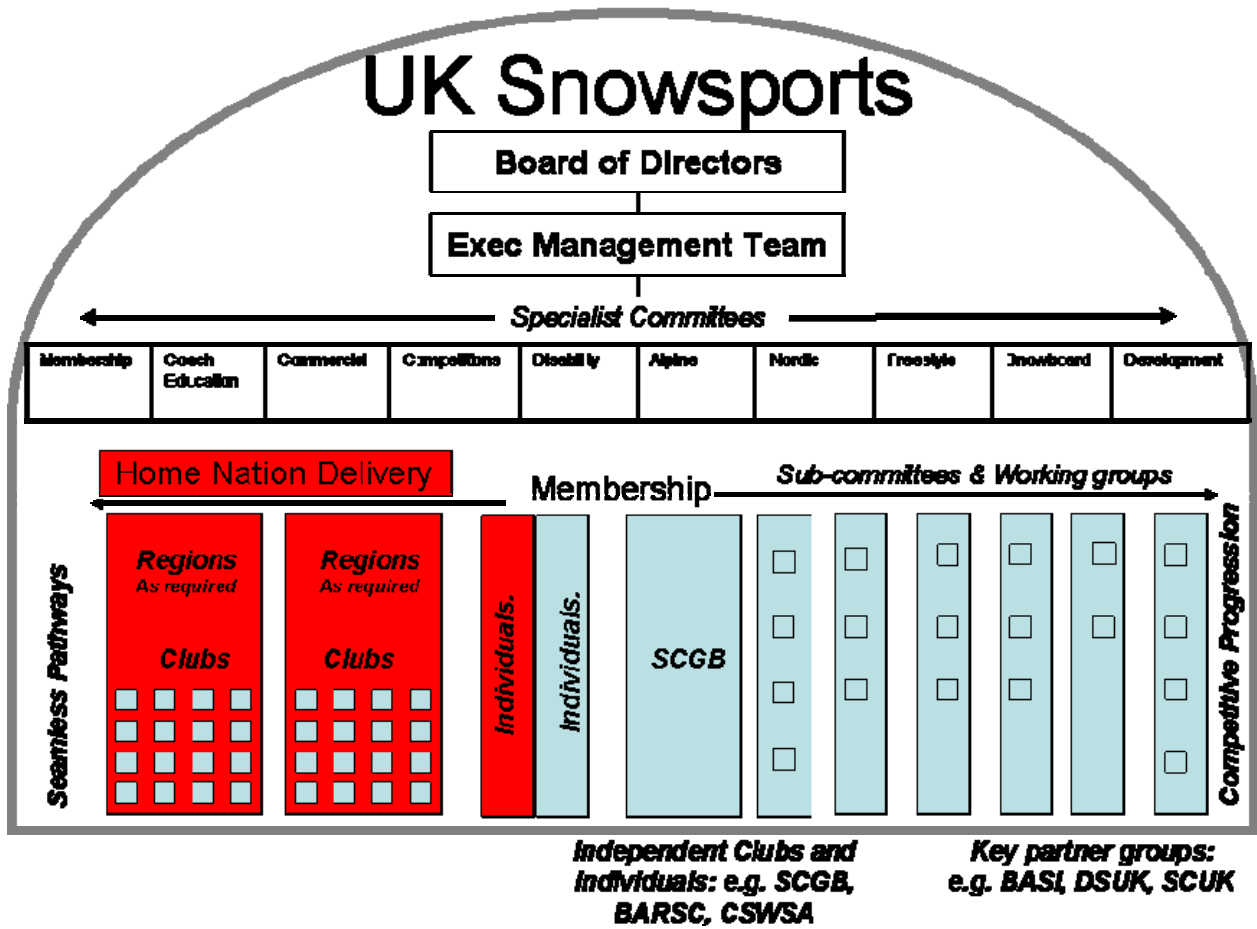 UK Snowsports
Board of Directors
Exec Management Team
Specialist Committees
Membership
Coach
Education
Commercial
Competitions
Disability
Alpine
Nordic
Freestyle
Snowboard
Development
Home Nation Delivery
Membership
Sub-committees & Working groups
Seamless Pathways
Regions
As required
Clubs
Regions
As required
Clubs
Individuals.
Individuals.
SCGB
Competitive Progression
Independent Clubs and
Individuals: e.g. SCGB,
BARSC, CSWSA
Key partner groups:
e.g. BASI, DSUK, SCUK